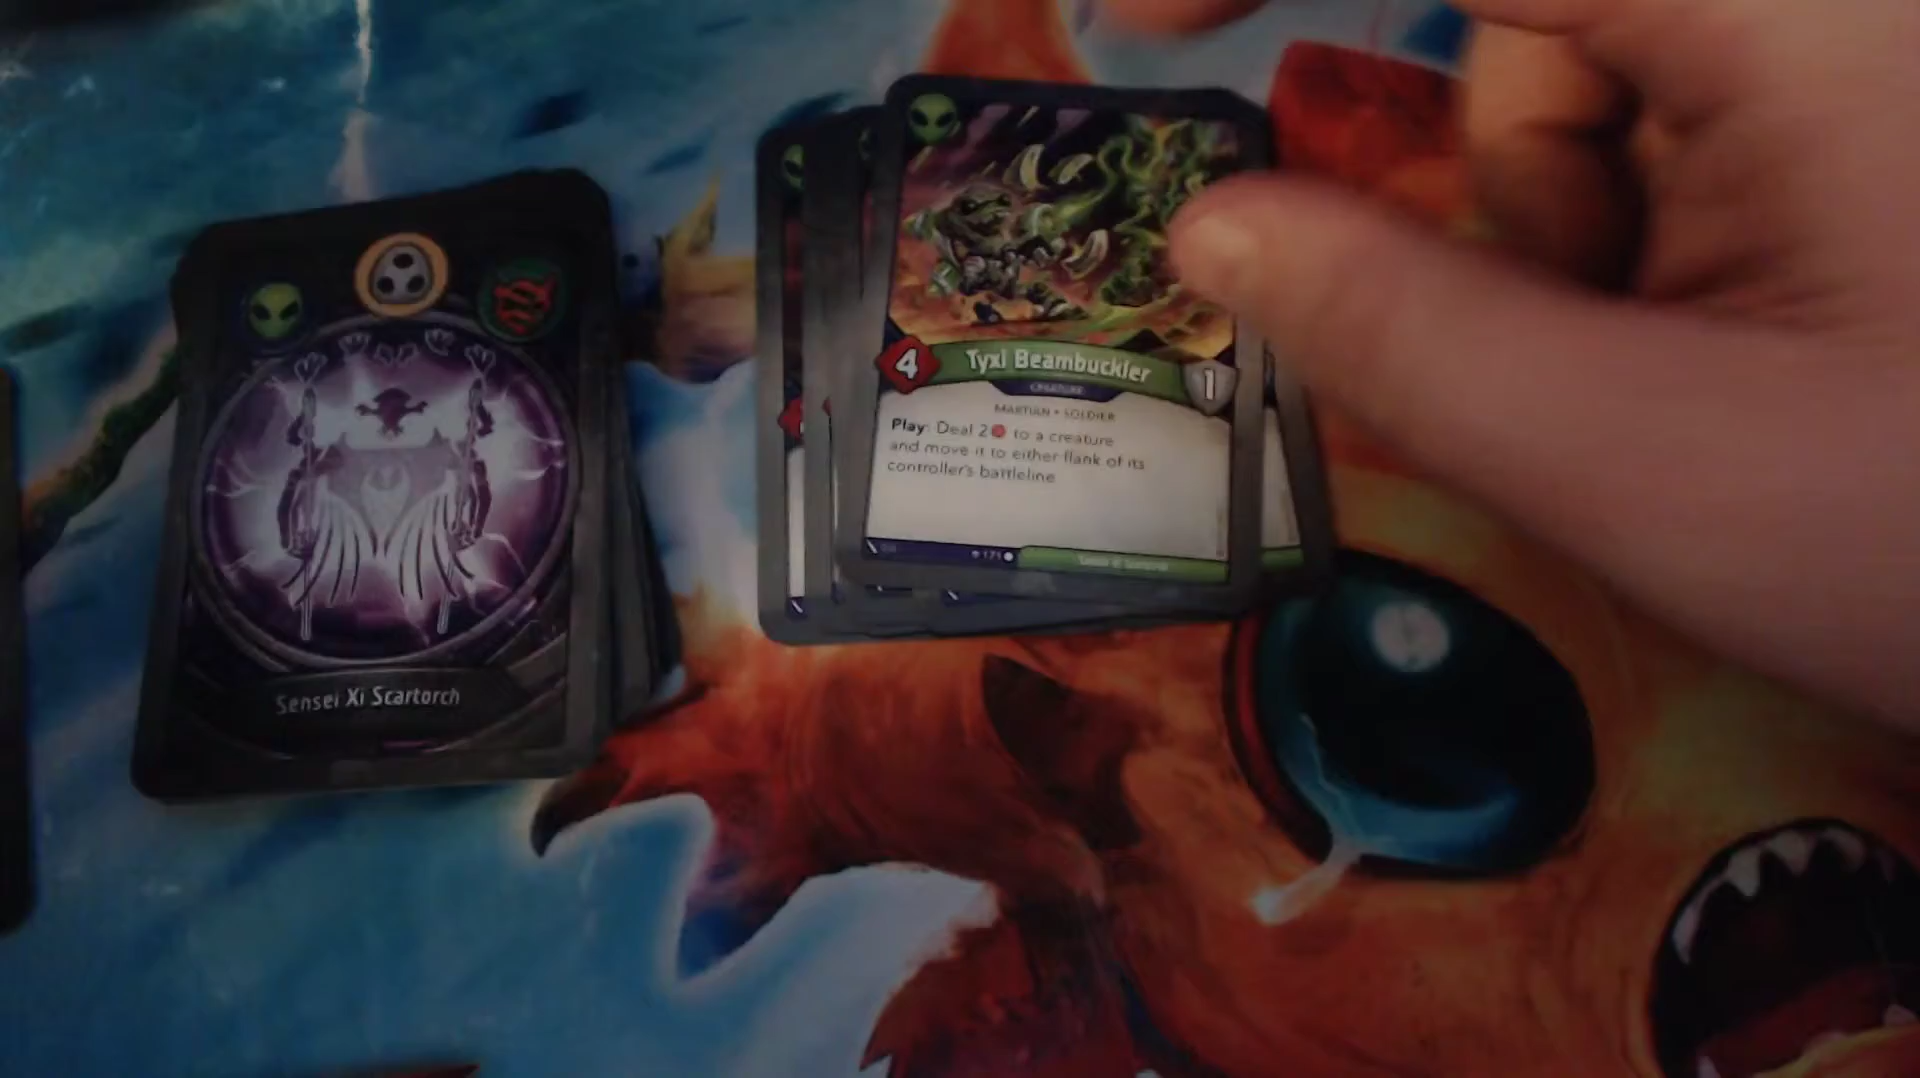 Sensei Xi Scartorch
4
Tyxl Beambuckler
1
CREATURE
MARTIAN • SOLDIER
Play: Deal 2 to a creature
and move it to either flank of its
controller's battleline
171